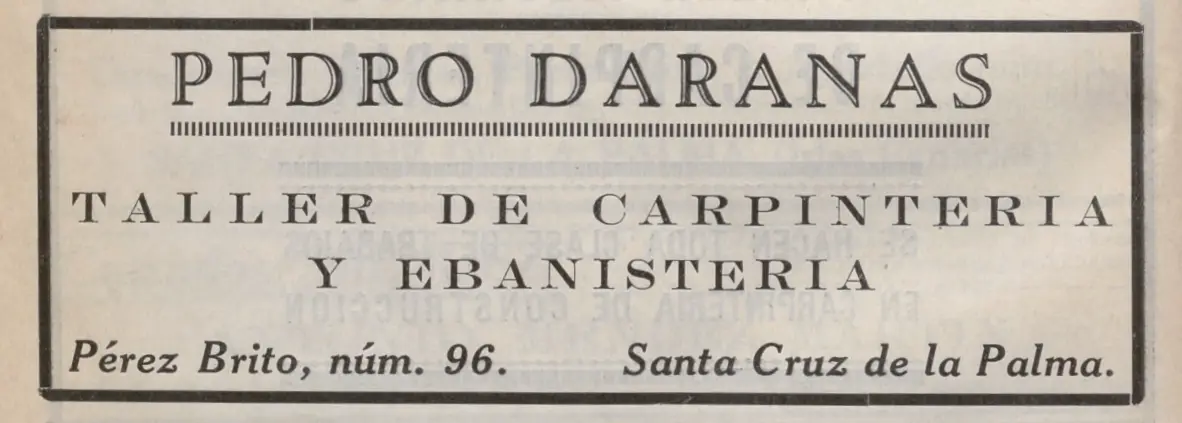 PEDRO DARANAS
TALLER DE CARPINTERIA
Y EBANISTERIA
Pérez Brito, núm. 96. Santa Cruz de la Palma.